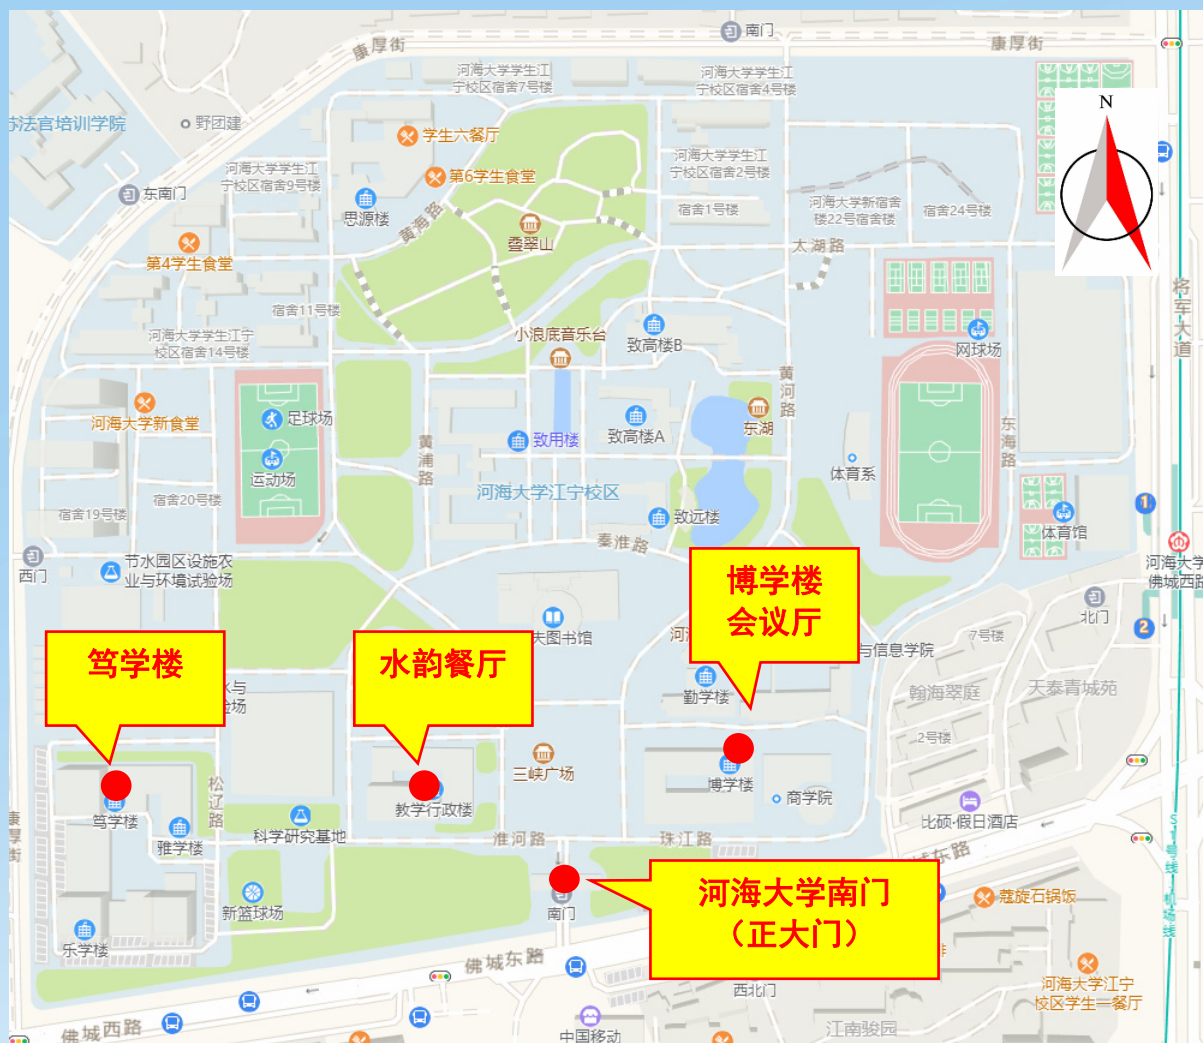 南门
康厚街
康厚街
河海大学学生江
宁校区宿舍7号楼
河海大学学生江
宁校区宿舍4号楼
N
苏法官培训学院
野团建
学生六餐厅
河海大学学生江
宁校区宿舍9号楼
第6学生食堂
河海大学学生江
宁校区宿舍2号楼
东南门
思源楼
黄海路
宿舍1号楼
河海大学新宿舍
楼22号宿舍楼
宿舍24号楼
叠翠山
太湖路
第4学生食堂
将军大道
宿舍11号楼
河海大学学生江宁
校区宿舍14号楼
小浪底音乐台
致高楼B
网球场
黄河路
河海大学新食堂
足球场
黄浦路
致用楼
致高楼A
东湖
东海路
运动场
体育系
河海大学江宁校区
宿舍20号楼
宿舍19号楼
致远楼
1
体育馆
秦淮路
西门
节水园区设施农
业与环境试验场
河海大学
佛城西路
博学楼
会议厅
北门
2
夫图书馆
与信息学院
7号楼
笃学楼
水韵餐厅
勤学楼
翰海翠庭
天泰青城苑
2号楼
三峡广场
博学楼
商学院
松辽路
笃学楼
雅学楼
科学研究基地
教学行政楼
比硕·假日酒店
康厚街
淮河路
珠江路
城东路
S1号线·机场线
河海大学南门
（正大门）
蔻旋石锅饭
新篮球场
南门
乐学楼
佛城东路
西北门
河海大学江宁
校区学生一餐厅
佛城西路
中国移动
江南骏园